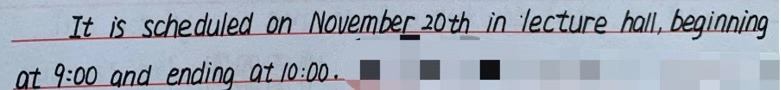 It is scheduled on November 20th in lecture hall, beginning
at 9:00 and ending at 10:00.